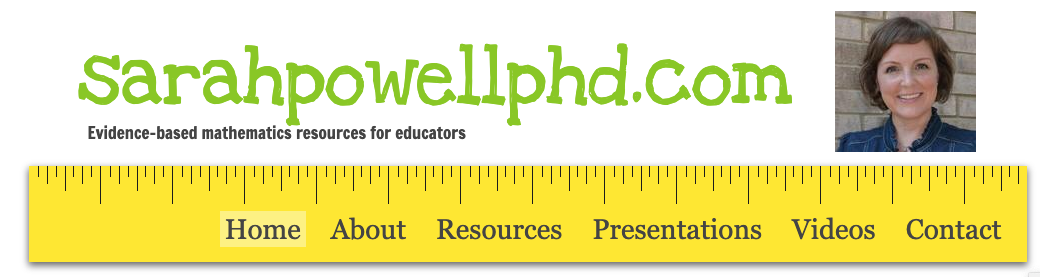 sarahpowellphd.com
Evidence-based mathematics resources for educators
Home About Resources Presentations Videos Contact